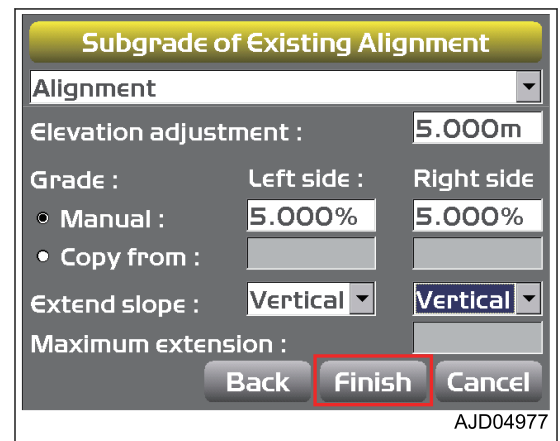 Subgrade of Existing Alignment
Alignment
Elevation adjustment : 5.000m
Grade : Left side : Right side
Manual : 5.000% 5.000%
Copy from :
Extend slope : Vertical Vertical
Maximum extension :
Back Finish Cancel
AJD04977